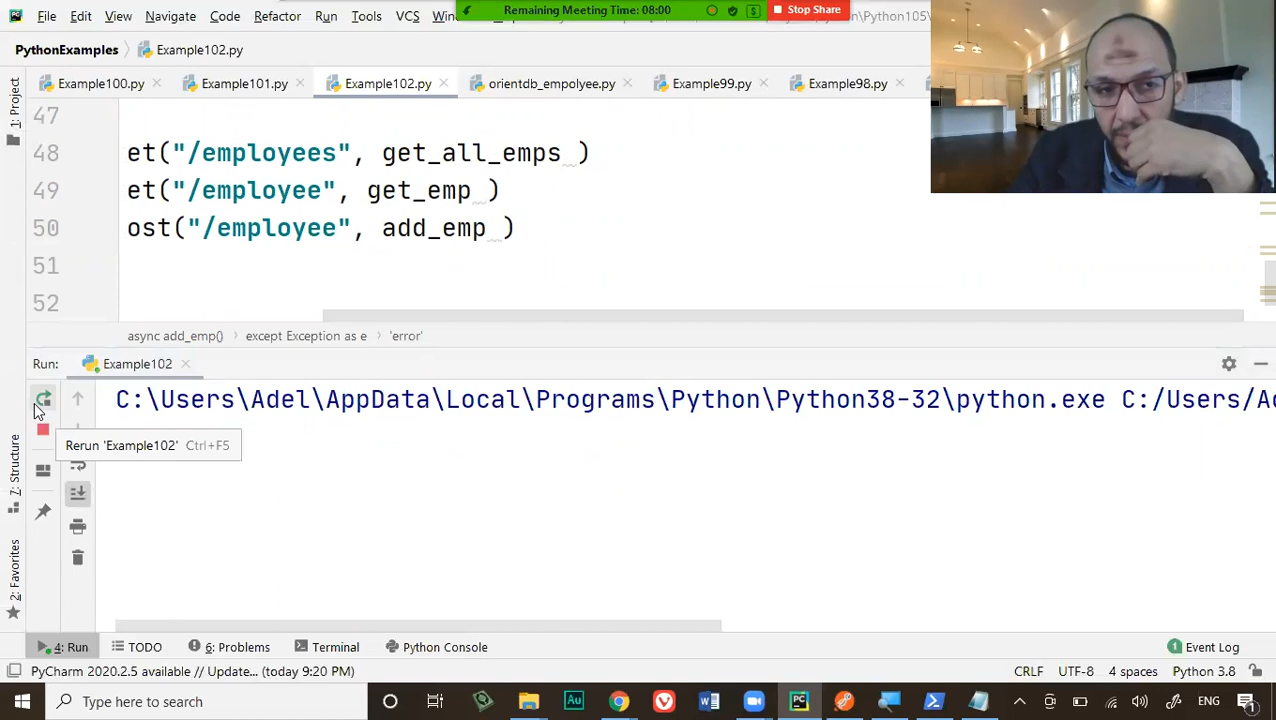 File Edit View Navigate Code Refactor Run Tools VCS
Remaining Meeting Time: 08:00
Stop Share
PythonExamples Example102.py
Example100.py Example101.py Example102.py orientdb_empolyee.py Example99.py Example98.py
1: Project
47
48 et("/employees", get_all_emps )
49 et("/employee", get_emp )
50 ost("/employee", add_emp )
51
52
async add_emp() except Exception as e 'error'
Run: Example102
C:\Users\Adel\AppData\Local\Programs\Python\Python38-32\python.exe C:/Users/
Rerun 'Example102' Ctrl+F5
7: Structure
2: Favorites
4: Run TODO 6: Problems Terminal Python Console 1 Event Log
PyCharm 2020.2.5 available // Update... (today 9:20 PM) CRLF UTF-8 4 spaces Python 3.8
Type here to search ENG 1